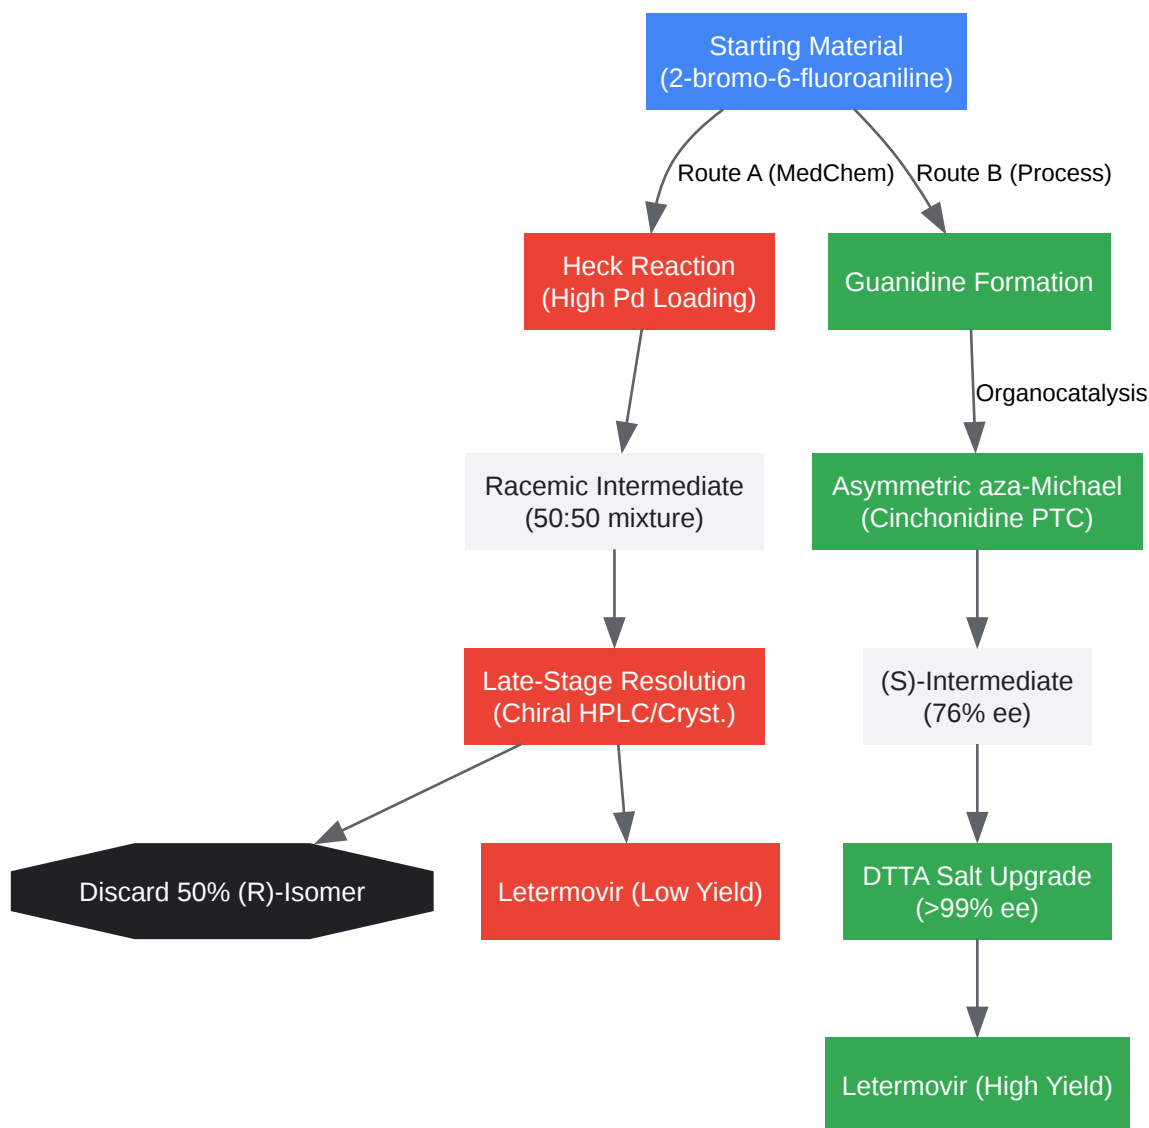 Starting Material
(2-bromo-6-fluoroaniline)
Route A (MedChem)
Route B (Process)
Heck Reaction
(High Pd Loading)
Guanidine Formation
Organocatalysis
Racemic Intermediate
(50:50 mixture)
Asymmetric aza-Michael
(Cinchonidine PTC)
Late-Stage Resolution
(Chiral HPLC/Cryst.)
(S)-Intermediate
(76% ee)
Discard 50% (R)-Isomer
Letermovir (Low Yield)
DTTA Salt Upgrade
(>99% ee)
Letermovir (High Yield)